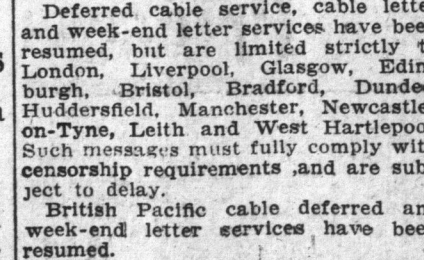 Deferred cable service, cable lette
and week-end letter services have bee
resumed, but are limited strictly t
London, Liverpool, Glasgow, Edin
burgh, Bristol, Bradford, Dunde
Huddersfield, Manchester, Newcastle
on-Tyne, Leith and West Hartlepoo
Such messages must fully comply wit
censorship requirements ,and are sub
ject to delay.
British Pacific cable deferred an
week-end letter services have bee
resumed.